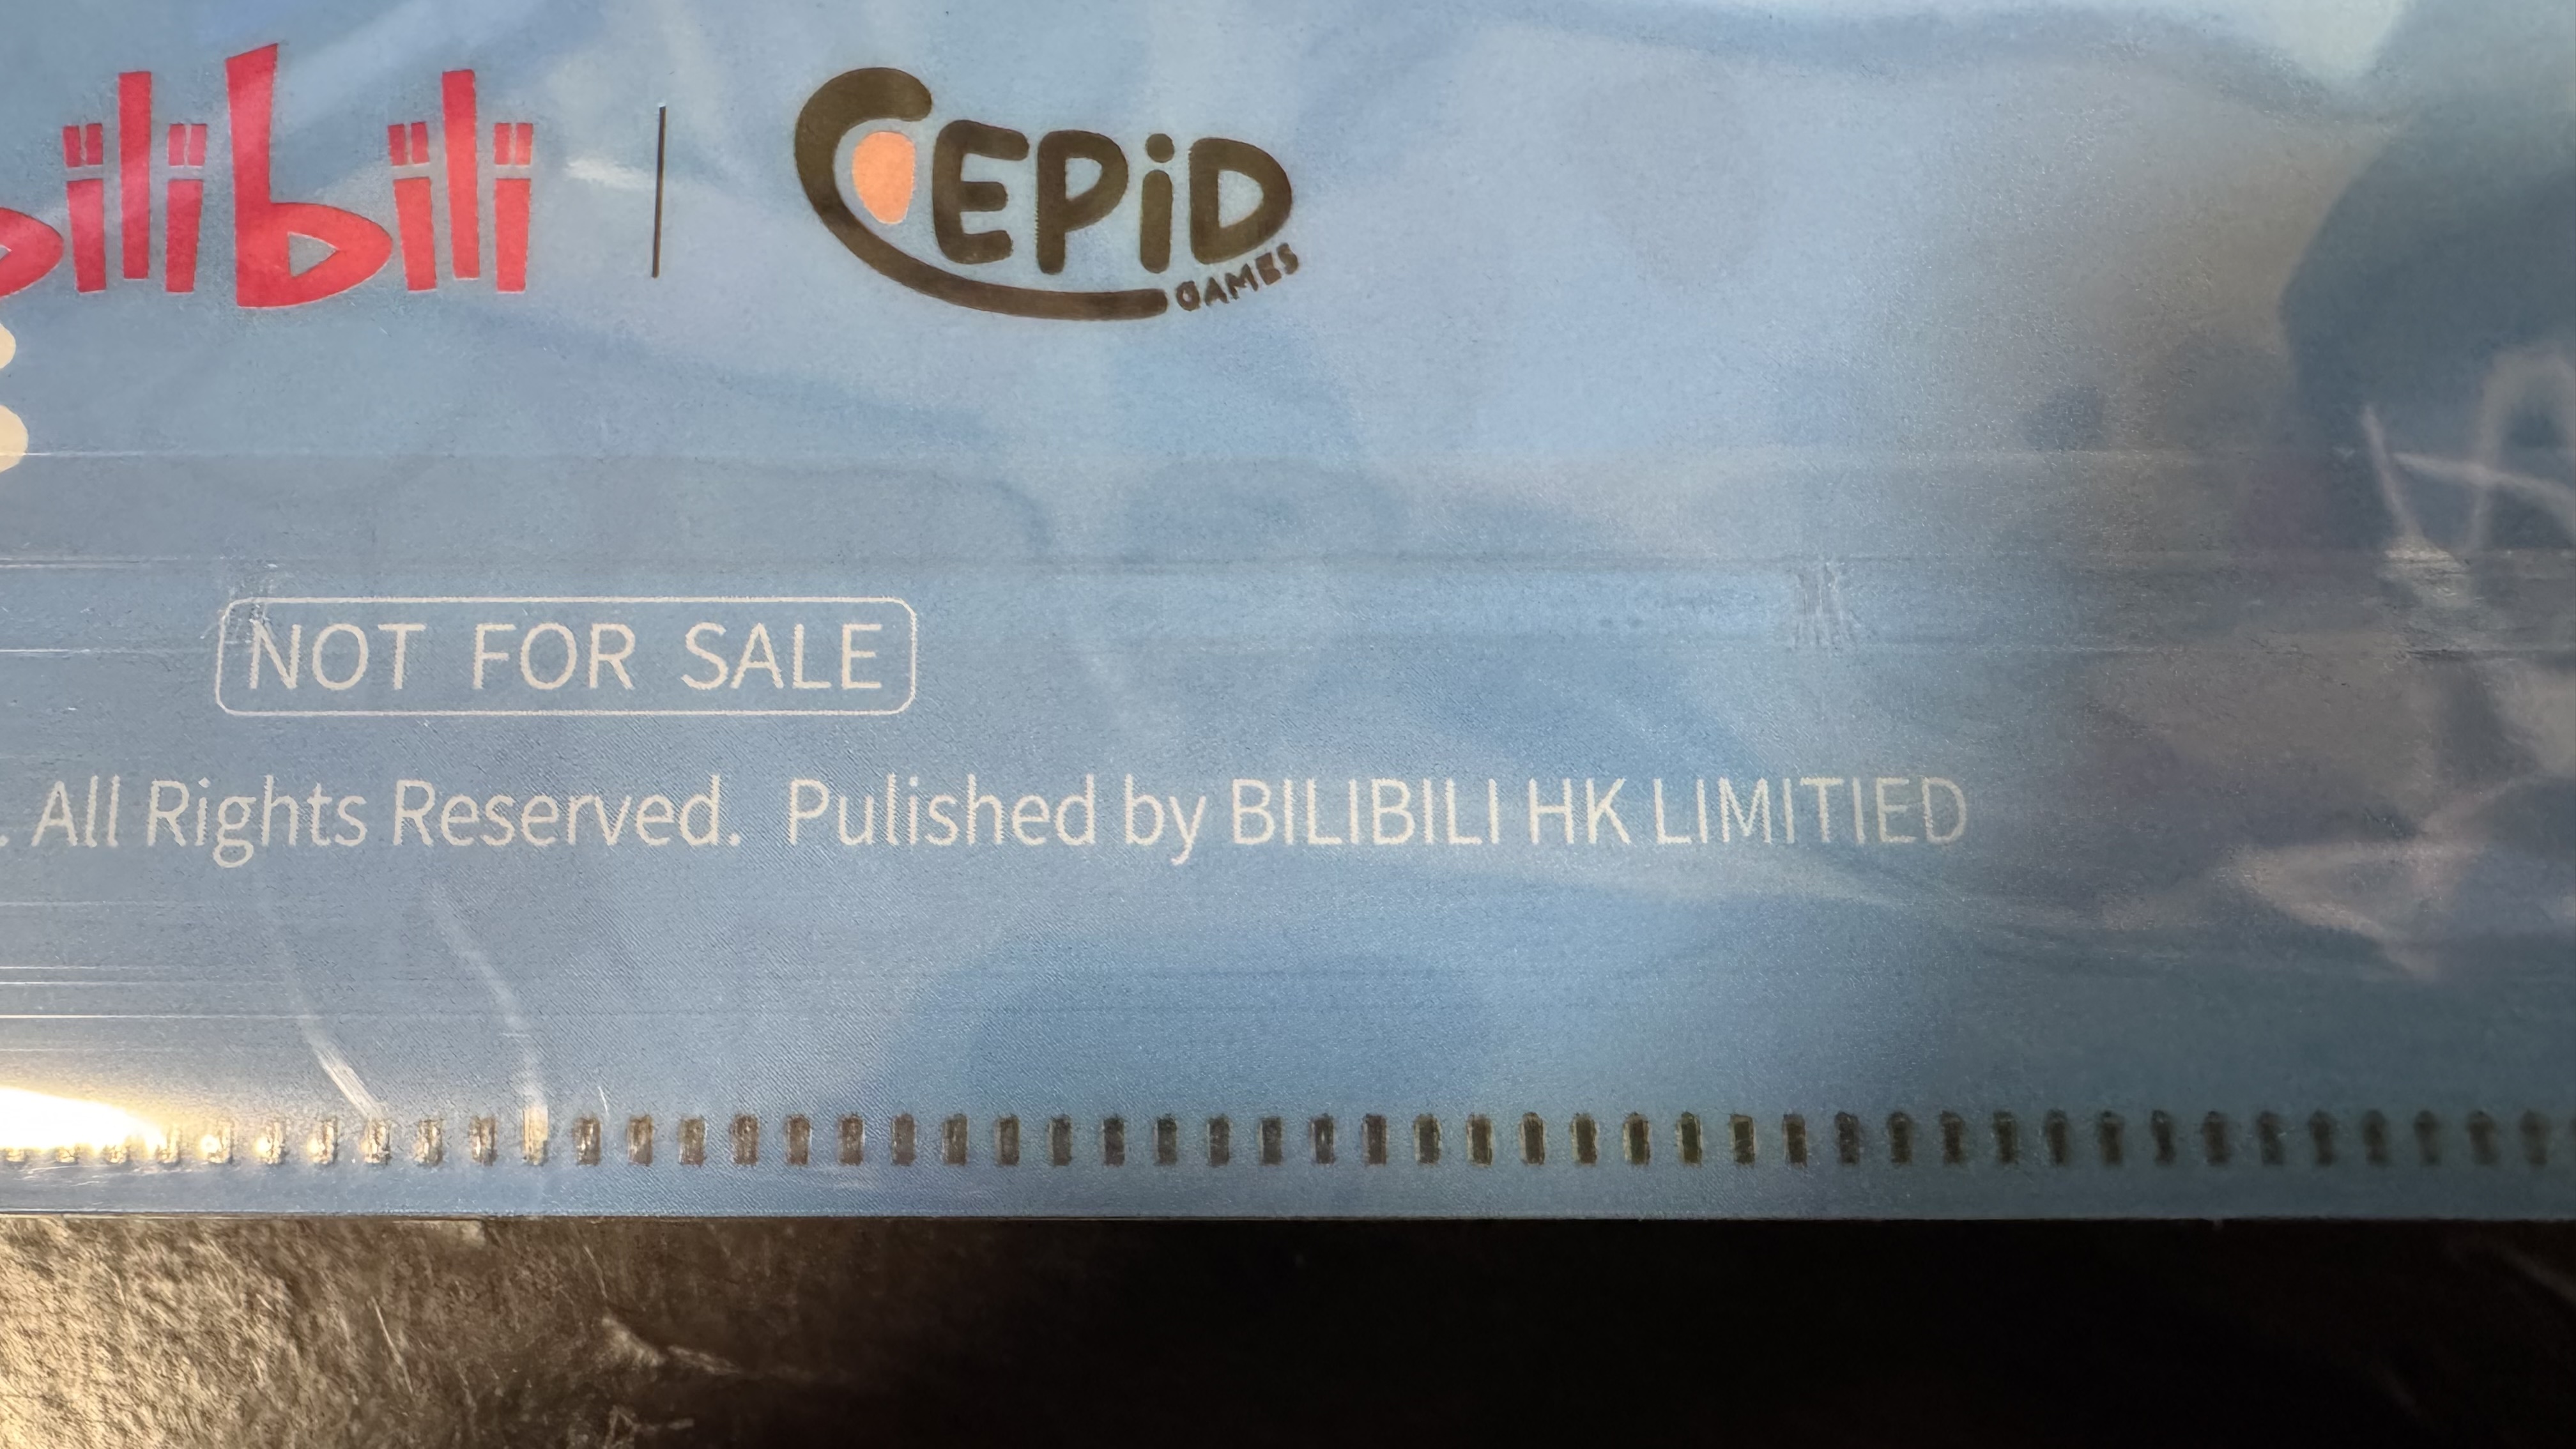 bilibili
CEPiD
GAMES
NOT FOR SALE
. All Rights Reserved. Pulished by BILIBILI HK LIMITIED